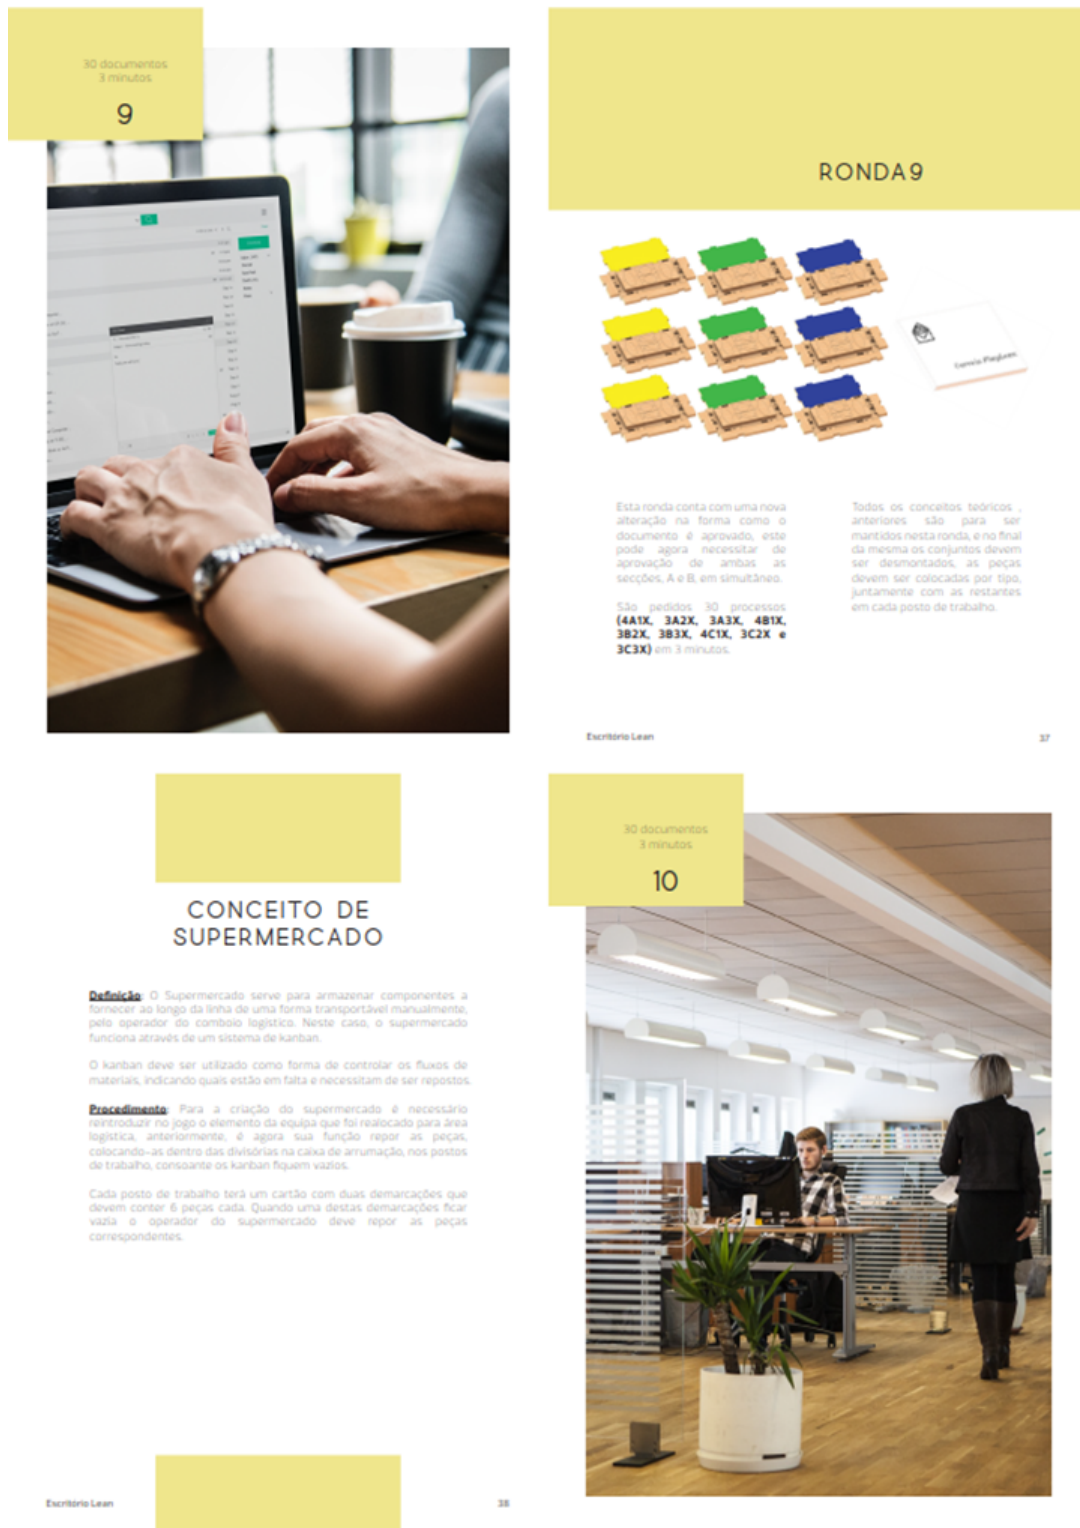 30 documentos
3 minutos
9
RONDA 9
Esta ronda conta com uma nova
alteração na forma como o
documento é aprovado, este
pode agora necessitar de
aprovação de ambas as
secções, A e B, em simultâneo.
São pedidos 30 processos
(4A1X, 3A2X, 3A3X, 4B1X,
3B2X, 3B3X, 4C1X, 3C2X e
3C3X) em 3 minutos.
Todos os conceitos teóricos ,
anteriores são para ser
mantidos nesta ronda, e no final
da mesma os conjuntos devem
ser desmontados, as peças
devem ser colocadas por tipo,
juntamente com as restantes
em cada posto de trabalho.
Escritório Lean
37
CONCEITO DE
SUPERMERCADO
Definição: O Supermercado serve para armazenar componentes a
fornecer ao longo da linha de uma forma transportável manualmente,
pelo operador do comboio logístico. Neste caso, o supermercado
funciona através de um sistema de kanban.
O kanban deve ser utilizado como forma de controlar os fluxos de
materiais, indicando quais estão em falta e necessitam de ser repostos.
Procedimento: Para a criação do supermercado é necessário
reintroduzir no jogo o elemento da equipa que foi realocado para área
logística, anteriormente, é agora sua função repor as peças,
colocando-as dentro das divisórias na caixa de arrumação, nos postos
de trabalho, consoante os kanban fiquem vazios.
Cada posto de trabalho terá um cartão com duas demarcações que
devem conter 6 peças cada. Quando uma destas demarcações ficar
vazia o operador do supermercado deve repor as peças
correspondentes.
Escritório Lean
38
30 documentos
3 minutos
10